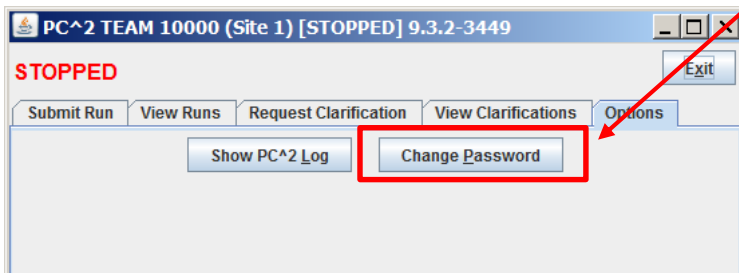 PC^2 TEAM 10000 (Site 1) [STOPPED] 9.3.2-3449
STOPPED
Exit
Submit Run View Runs Request Clarification View Clarifications Options
Show PC^2 Log Change Password